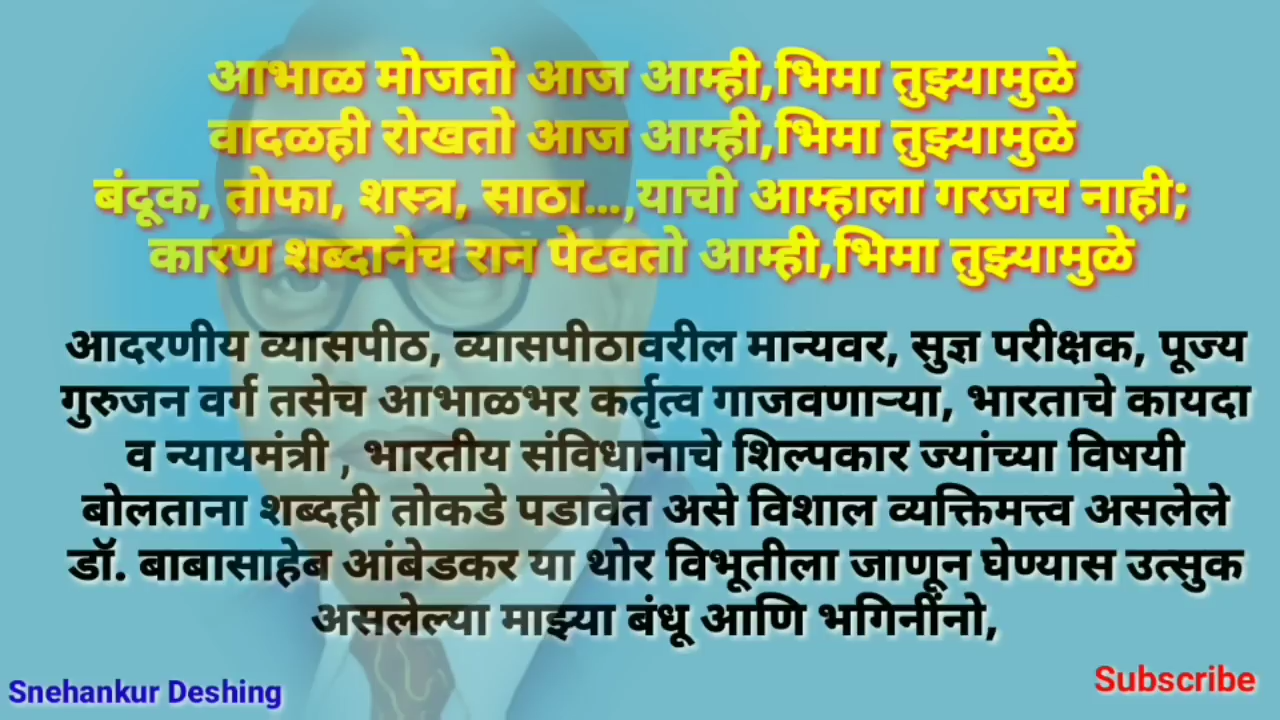 आभाळ मोजतो आज आम्ही,भिमा तुझ्यामुळे
वादळही रोखतो आज आम्ही,भिमा तुझ्यामुळे
बंदूक, तोफा, शस्त्र, साठा...,याची आम्हाला गरजच नाही;
कारण शब्दानेच रान पेटवतो आम्ही,भिमा तुझ्यामुळे
आदरणीय व्यासपीठ, व्यासपीठावरील मान्यवर, सुज्ञ परीक्षक, पूज्य
गुरुजन वर्ग तसेच आभाळभर कर्तृत्व गाजवणाऱ्या, भारताचे कायदा
व न्यायमंत्री , भारतीय संविधानाचे शिल्पकार ज्यांच्या विषयी
बोलताना शब्दही तोकडे पडावेत असे विशाल व्यक्तिमत्त्व असलेले
डॉ. बाबासाहेब आंबेडकर या थोर विभूतीला जाणून घेण्यास उत्सुक
असलेल्या माझ्या बंधू आणि भगिनींनो,
Snehankur Deshing
Subscribe